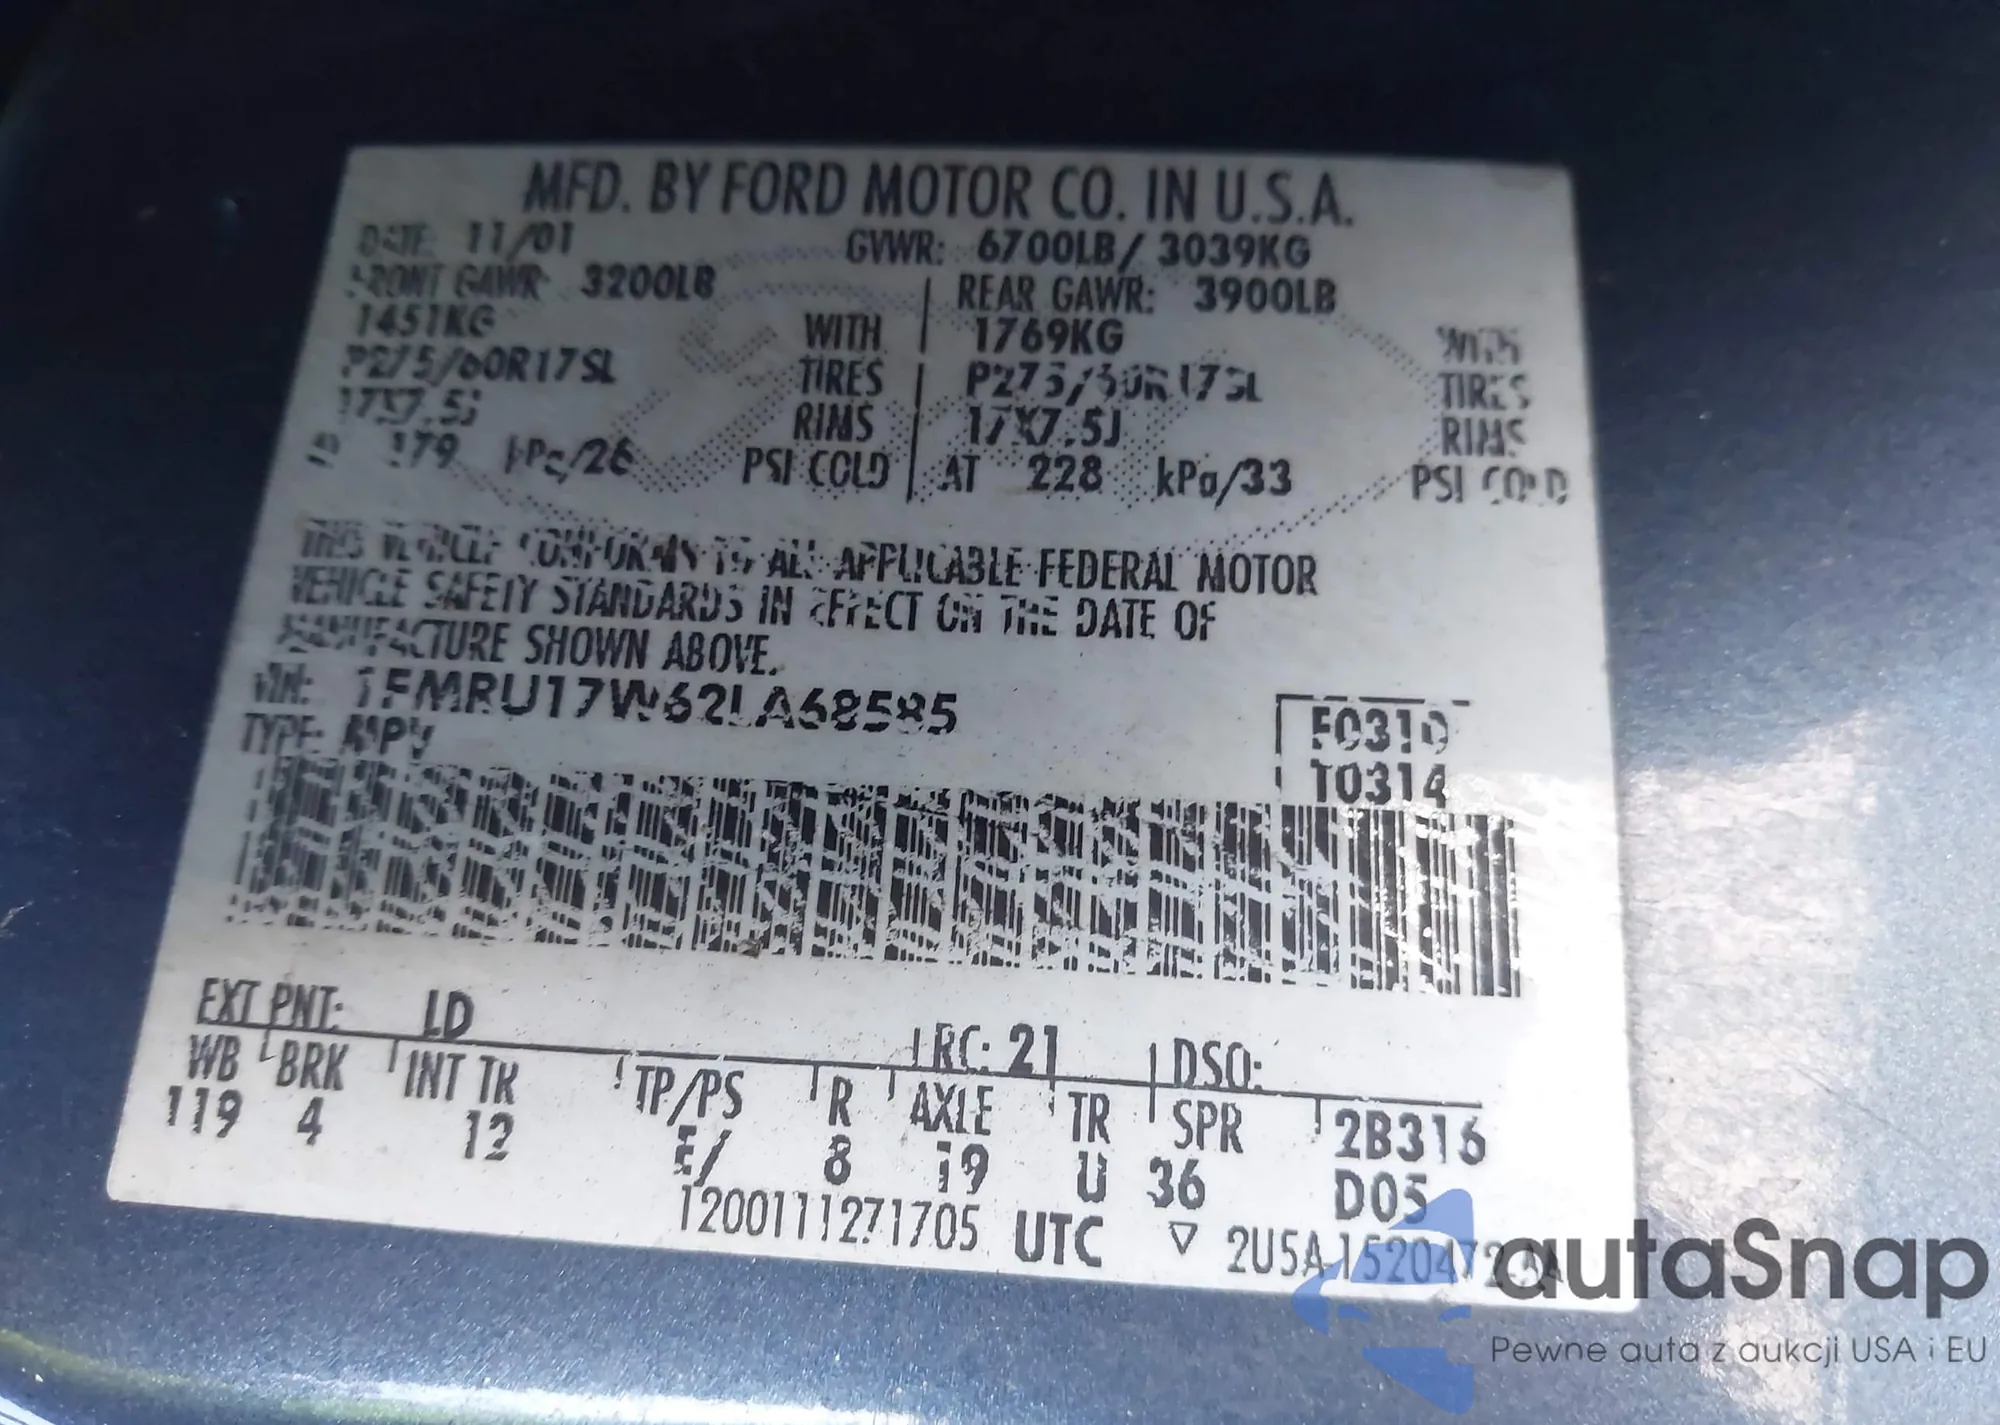 MFD. BY FORD MOTOR CO. IN U.S.A.
DATE: 11/01 GVWR: 6700LB/ 3039KG
FRONT GAWR: 3200LB REAR GAWR: 3900LB
1451KG WITH 1769KG WITH
P275/60R17SL TIRES P275/60R17SL TIRES
17X7.5J RIMS 17X7.5J RIMS
AT 179 kPa/26 PSI COLD AT 228 kPa/33 PSI COLD
THIS VEHICLE CONFORMS TO ALL APPLICABLE FEDERAL MOTOR
VEHICLE SAFETY STANDARDS IN EFFECT ON THE DATE OF
MANUFACTURE SHOWN ABOVE.
VIN: 1FMRU17W62LA68585
F0310
TYPE: MPV
T0314
EXT PNT: LD RC: 21 DSO:
WB BRK INT TR TP/PS R AXLE TR SPR 2B316
119 4 12 E/ 8 19 U 36 D05
1200111271705 UTC ▽ 2U5A-1520472-AA
autaSnap
Pewne auta z aukcji USA i EU